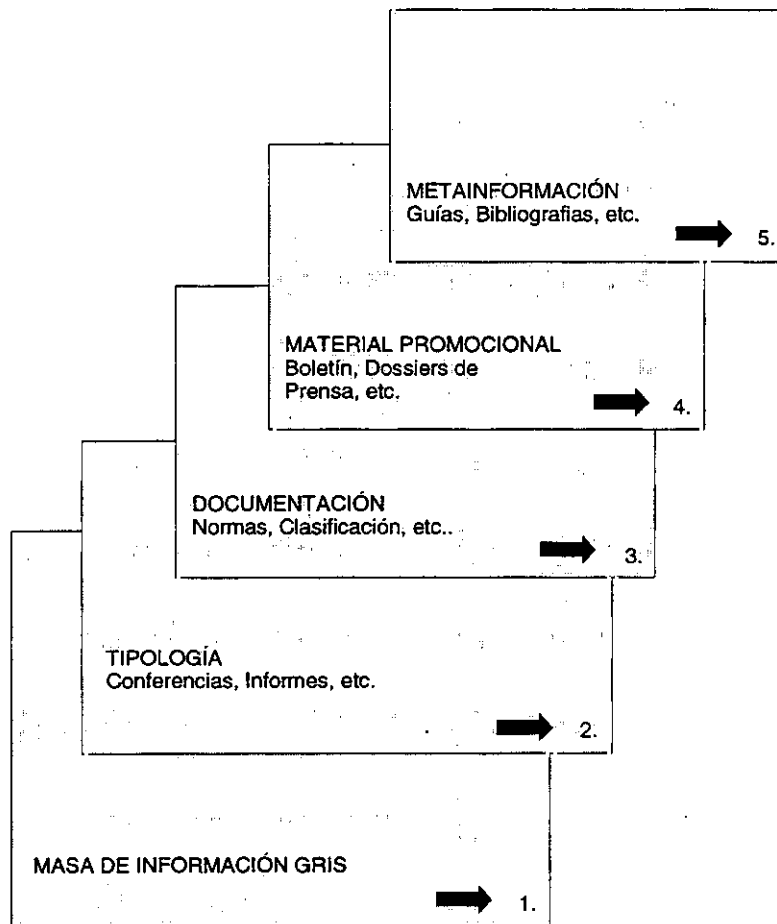 METAINFORMACIÓN
Guías, Bibliografias, etc.
5.
MATERIAL PROMOCIONAL
Boletín, Dossiers de
Prensa, etc.
4.
DOCUMENTACIÓN
Normas, Clasificación, etc..
3.
TIPOLOGÍA
Conferencias, Informes, etc.
2.
MASA DE INFORMACIÓN GRIS
1.